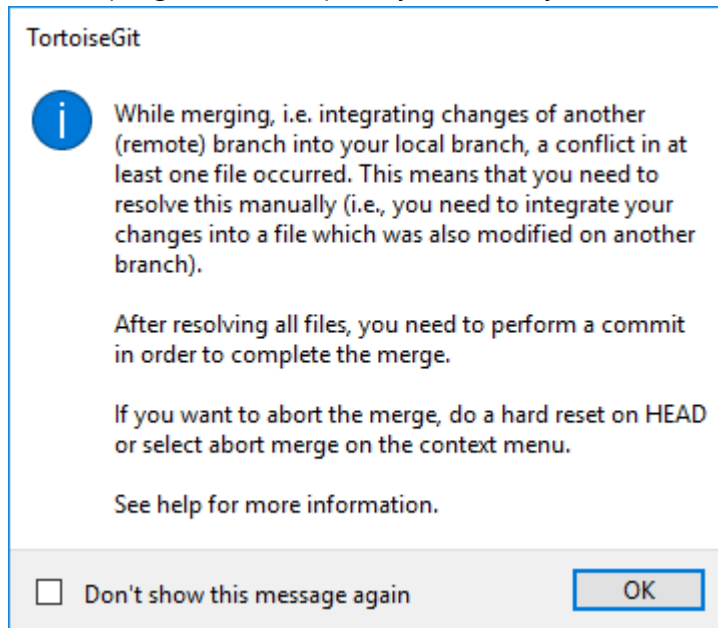 TortoiseGit
While merging, i.e. integrating changes of another
(remote) branch into your local branch, a conflict in at
least one file occurred. This means that you need to
resolve this manually (i.e., you need to integrate your
changes into a file which was also modified on another
branch).
After resolving all files, you need to perform a commit
in order to complete the merge.
If you want to abort the merge, do a hard reset on HEAD
or select abort merge on the context menu.
See help for more information.
Don't show this message again
OK